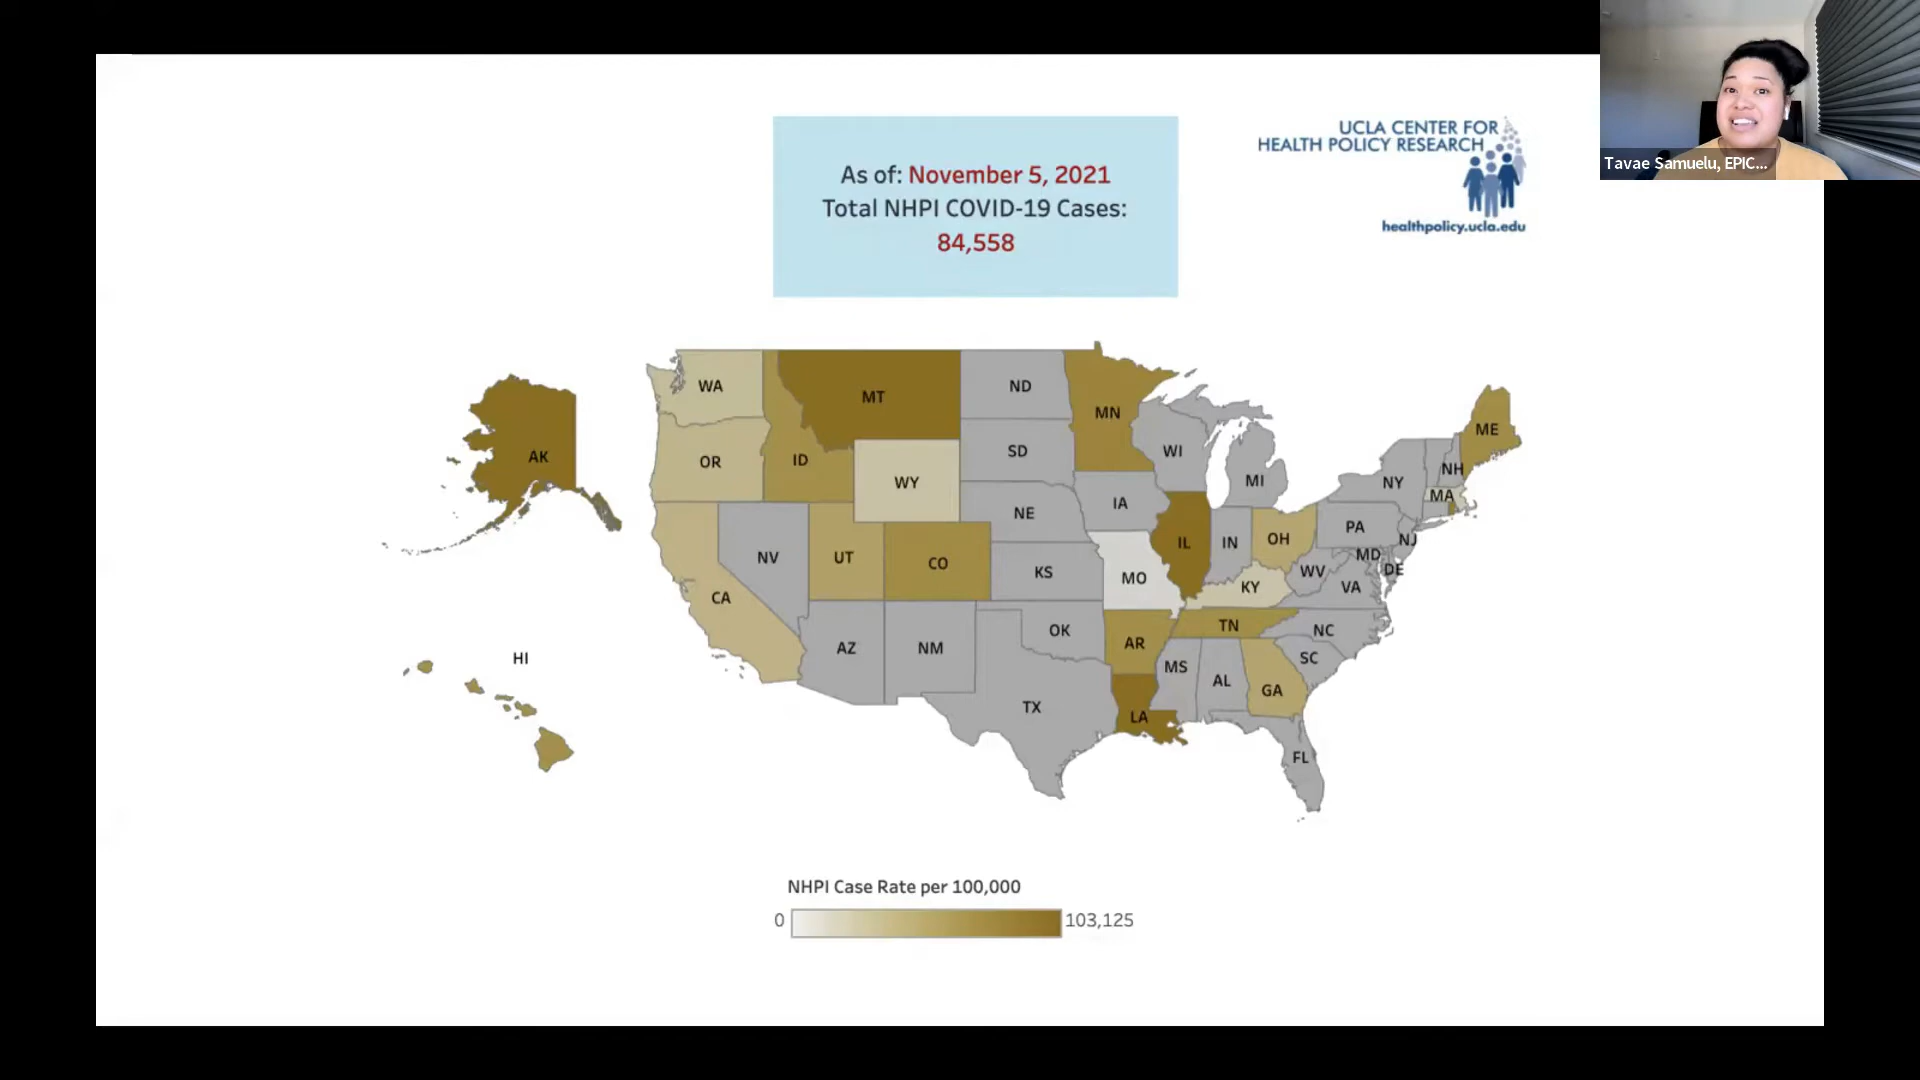 UCLA CENTER FOR
HEALTH POLICY RESEARCH
healthpolicy.ucla.edu
Tavae Samuelu, EPIC...
As of: November 5, 2021
Total NHPI COVID-19 Cases:
84,558
WA
MT
ND
MN
ME
AK
OR
ID
WY
SD
WI
MI
NY
NH
MA
IA
NE
NV
UT
CO
KS
MO
IL
IN
OH
PA
NJ
MD
DE
WV
VA
KY
CA
AZ
NM
OK
AR
TN
NC
SC
MS
AL
GA
HI
TX
LA
FL
NHPI Case Rate per 100,000
0
103,125